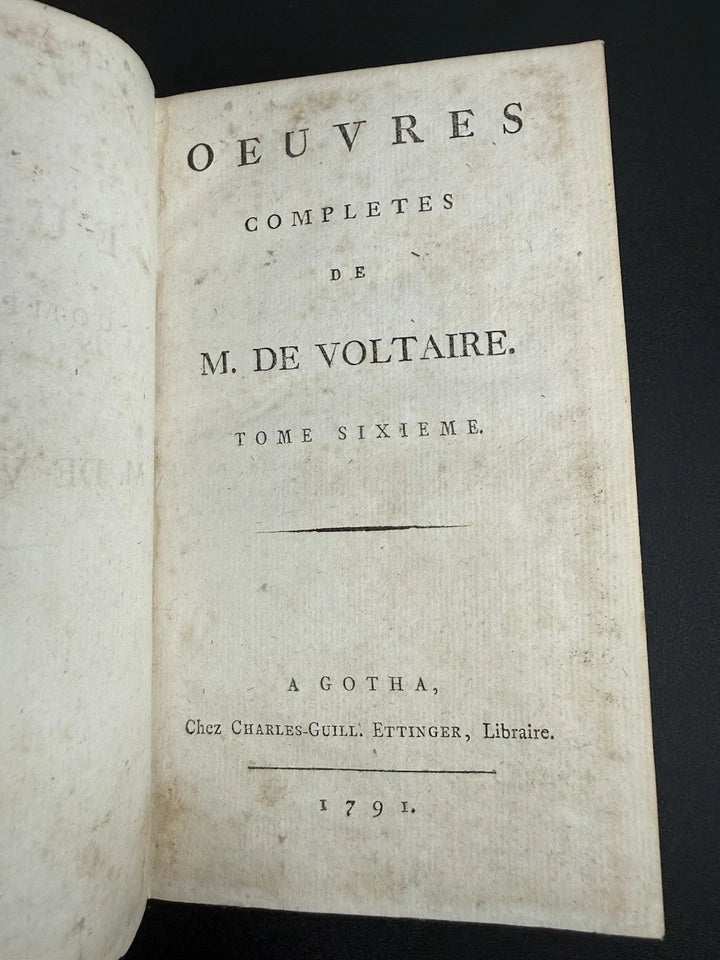 OEUVRES
COMPLETES
DE
M. DE VOLTAIRE.
TOME SIXIEME.
A GOTHA,
Chez CHARLES-GUILL. ETTINGER, Libraire.
1791.